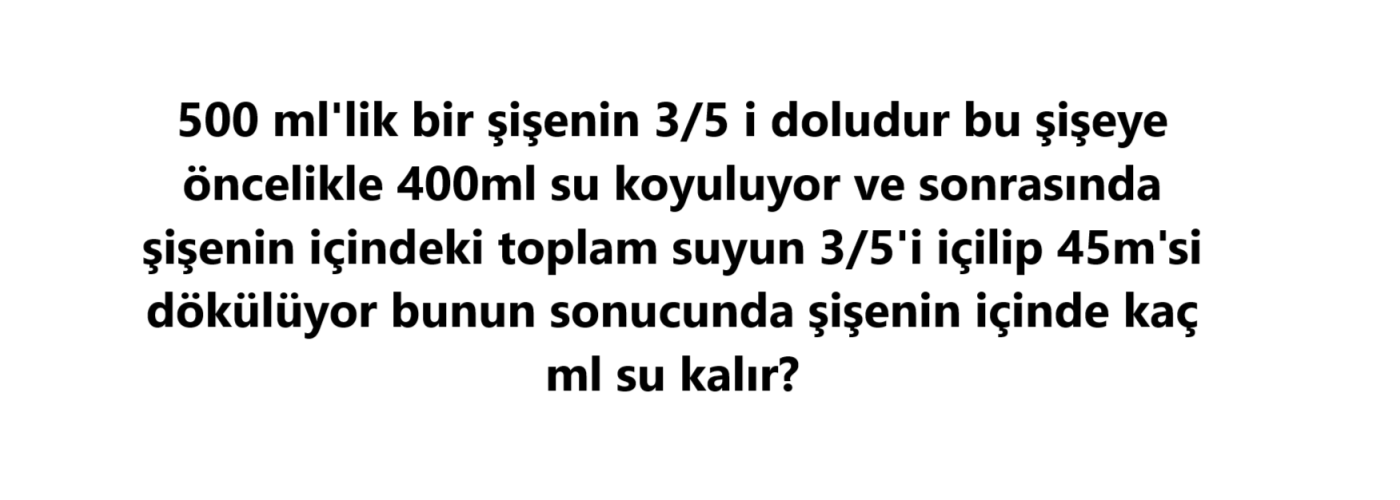 500 ml'lik bir şişenin 3/5 i doludur bu şişeye
öncelikle 400ml su koyuluyor ve sonrasında
şişenin içindeki toplam suyun 3/5'i içilip 45m'si
dökülüyor bunun sonucunda şişenin içinde kaç
ml su kalır?